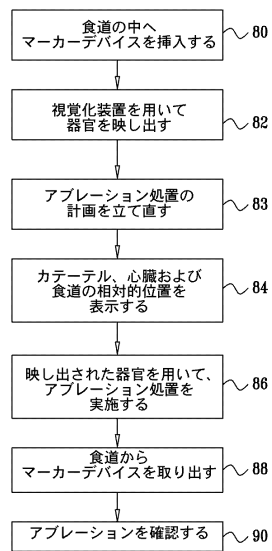 食道の中へ
マーカーデバイスを挿入する
80
視覚化装置を用いて
器官を映し出す
82
アブレーション処置の
計画を立て直す
83
カテーテル、心臓および
食道の相対的位置を
表示する
84
映し出された器官を用いて、
アブレーション処置を
実施する
86
食道から
マーカーデバイスを取り出す
88
アブレーションを確認する
90